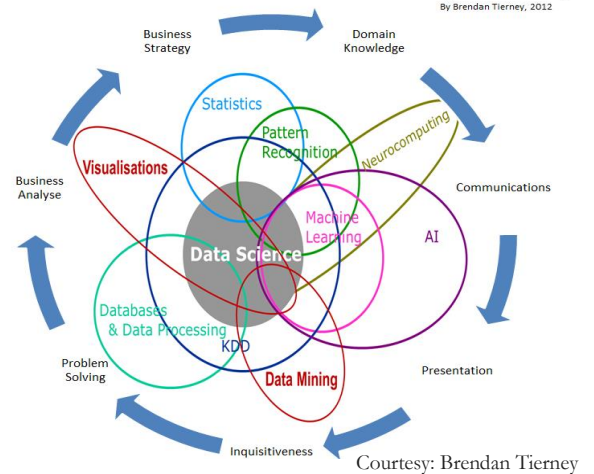 By Brendan Tierney, 2012
Business
Strategy
Domain
Knowledge
Statistics
Pattern
Recognition
Neurocomputing
Visualisations
Business
Analyse
Communications
Machine
Learning
AI
Data Science
Databases
& Data Processing
KDD
Problem
Solving
Data Mining
Presentation
Inquisitiveness
Courtesy: Brendan Tierney